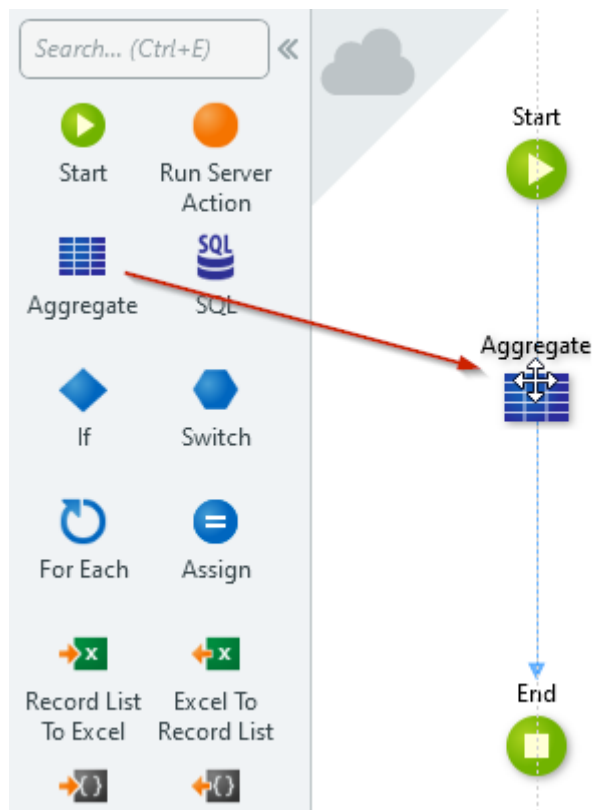 Search... (Ctrl+E)
Start
Run Server
Action
SQL
Aggregate
SQL
If
Switch
For Each
Assign
x
x
Record List
To Excel
Excel To
Record List
{}
{}
Start
Aggregate
End